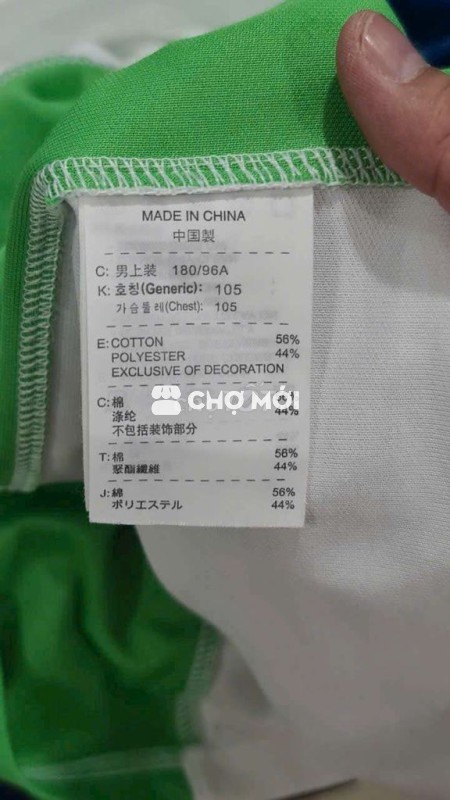 MADE IN CHINA
中国製
C: 男上装 180/96A
K: 호칭(Generic): 105
가슴둘레(Chest): 105
E: COTTON 56%
POLYESTER 44%
EXCLUSIVE OF DECORATION
CHỢ MỚI
C: 棉
涤纶 44%
不包括装饰部分
T: 棉 56%
聚酯纖維 44%
J: 綿 56%
ポリエステル 44%